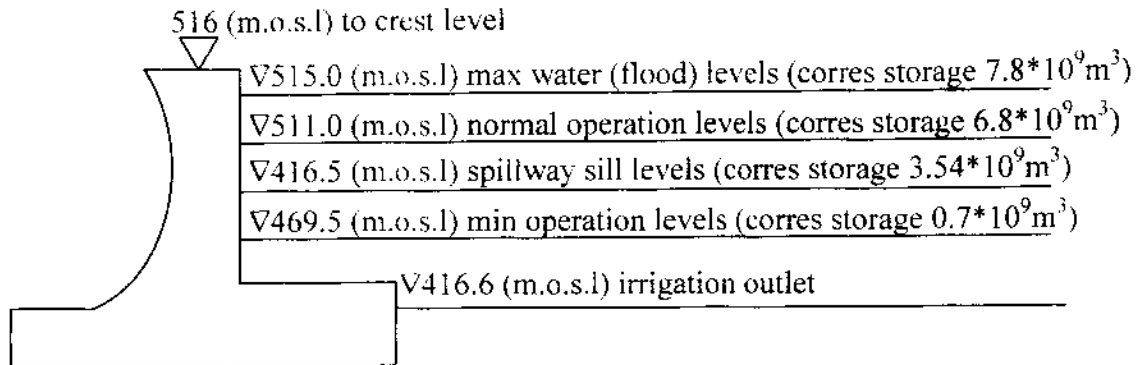 516 (m.o.s.l) to crest level
∇515.0 (m.o.s.l) max water (flood) levels (corres storage 7.8*10⁹m³)
∇511.0 (m.o.s.l) normal operation levels (corres storage 6.8*10⁹m³)
∇416.5 (m.o.s.l) spillway sill levels (corres storage 3.54*10⁹m³)
∇469.5 (m.o.s.l) min operation levels (corres storage 0.7*10⁹m³)
∇416.6 (m.o.s.l) irrigation outlet